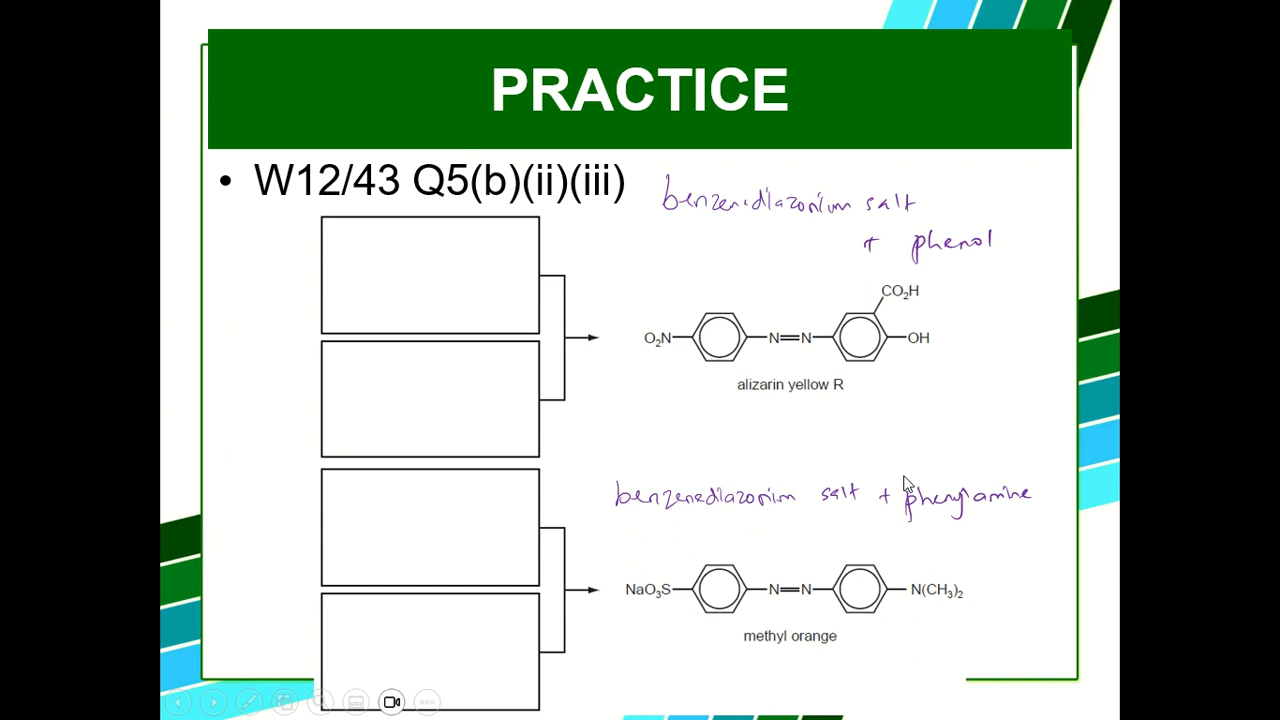 PRACTICE
• W12/43 Q5(b)(ii)(iii)
benzenediazonium salt
+ phenol
CO₂H
O₂N N=N OH
alizarin yellow R
benzenediazonium salt + phenylamine
NaO₃S N=N N(CH₃)₂
methyl orange